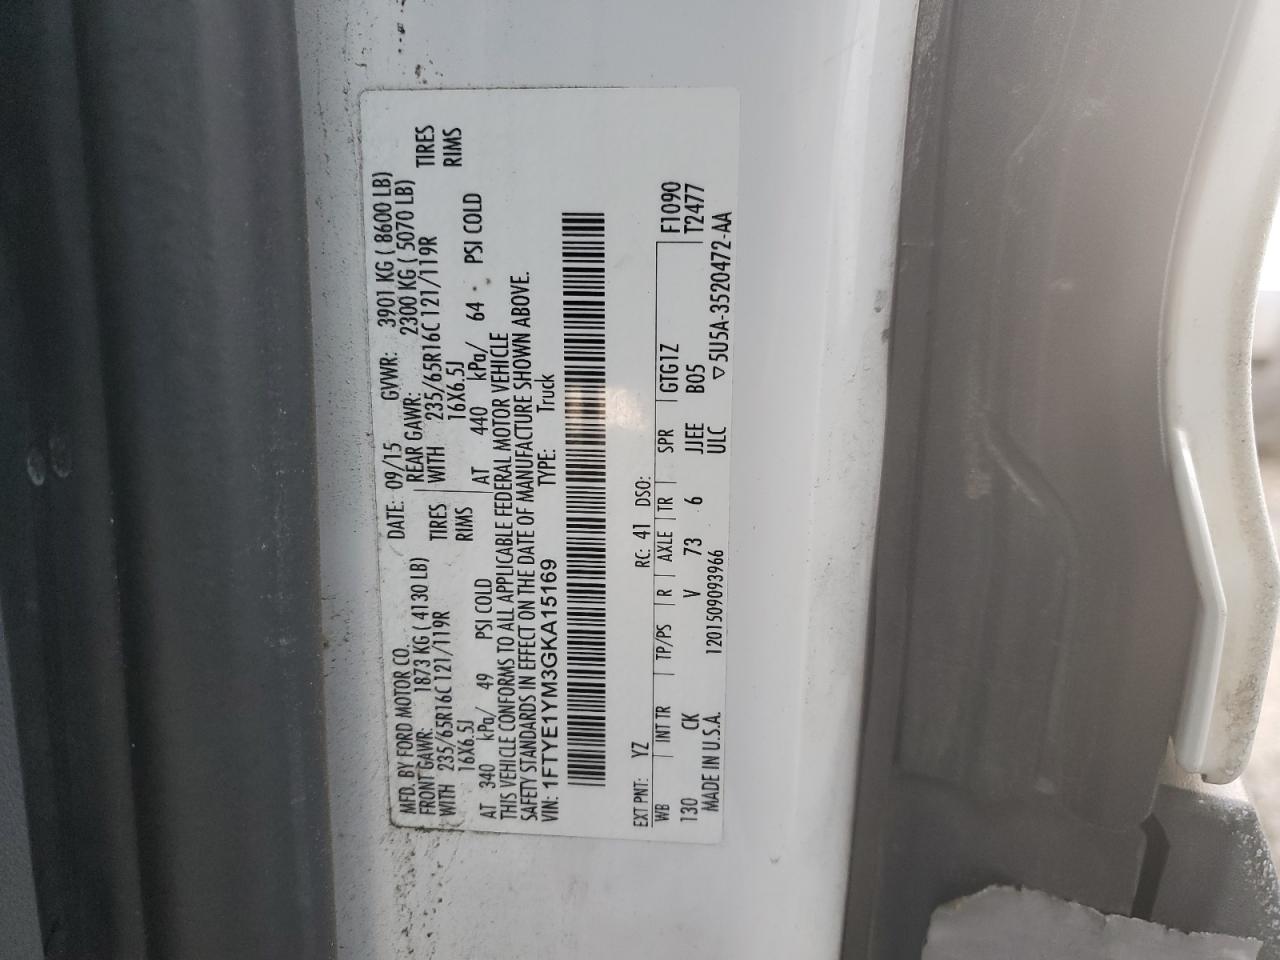 MFD. BY FORD MOTOR CO. DATE: 09/15 GVWR: 3901 KG ( 8600 LB)
FRONT GAWR: 1873 KG ( 4130 LB) REAR GAWR: 2300 KG ( 5070 LB)
WITH 235/65R16C 121/119R TIRES WITH 235/65R16C 121/119R TIRES
16X6.5J RIMS 16X6.5J RIMS
AT 340 kPa/ 49 PSI COLD AT 440 kPa/ 64 PSI COLD
THIS VEHICLE CONFORMS TO ALL APPLICABLE FEDERAL MOTOR VEHICLE
SAFETY STANDARDS IN EFFECT ON THE DATE OF MANUFACTURE SHOWN ABOVE.
VIN: 1FTYE1YM3GKA15169 TYPE: Truck
EXT PNT: YZ RC: 41 DSO:
WB INT TR TP/PS R AXLE TR SPR GTG1Z F1090
130 CK V 73 6 JJEE B05 T2477
MADE IN U.S.A. 1201509093966 ULC ▽5U5A-3520472-AA